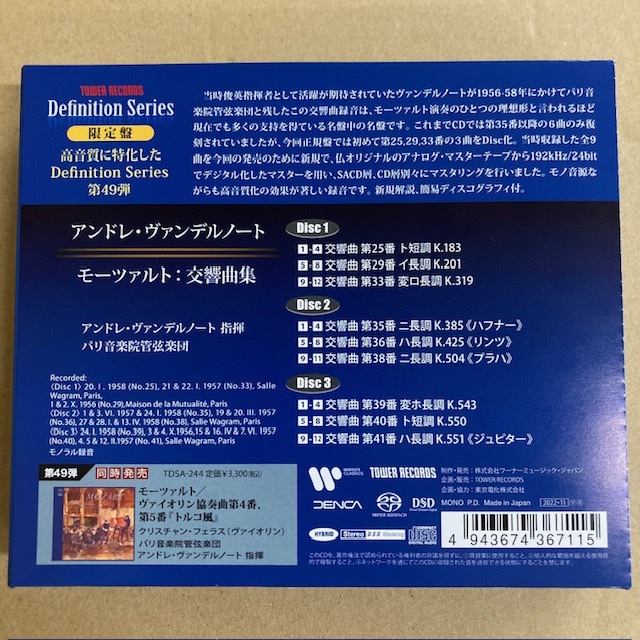 TOWER RECORDS
Definition Series
限定盤
高音質に特化した
Definition Series
第49弾
当時俊英指揮者として活躍が期待されていたヴァンデルノートが1956-58年にかけてパリ音
楽院管弦楽団と残したこの交響曲録音は、モーツァルト演奏のひとつの理想形と言われるほど
現在でも多くの支持を得ている名盤中の名盤です。これまでCDでは第35番以降の6曲のみ復
刻されていましたが、今回正規盤では初めて第25,29,33番の3曲をDisc化。当時収録した全9
曲を今回の発売のために新規で、仏オリジナルのアナログ・マスターテープから192kHz/24bit
でデジタル化したマスターを用い、SACD層、CD層別々にマスタリングを行いました。モノ音源な
がらも高音質化の効果が著しい録音です。新規解説、簡易ディスコグラフィ付。
アンドレ・ヴァンデルノート
モーツァルト：交響曲集
アンドレ・ヴァンデルノート 指揮
パリ音楽院管弦楽団
Recorded:
〈Disc 1〉20. I . 1958 (No.25), 21 & 22. I. 1957 (No.33), Salle
Wagram, Paris,
1 & 2. X. 1956 (No.29),Maison de la Mutualité, Paris
〈Disc 2〉1 & 3. VI. 1957 & 24. I. 1958 (No.35), 19 & 20. III. 1957
(No.36), 27 & 28. I. & 13. II. 1958 (No.38), Salle Wagram, Paris
〈Disc 3〉24. I. 1958 (No.39), 3 & 4. X.1956,15 & 16. IV & 7. VI. 1957
(No.40), 4. 5 & 12. II.1957 (No.41), Salle Wagram, Paris
モノラル録音
Disc 1
1-4 交響曲 第25番 ト短調 K.183
5-8 交響曲 第29番 イ長調 K.201
9-12 交響曲 第33番 変ロ長調 K.319
Disc 2
1-4 交響曲 第35番 ニ長調 K.385《ハフナー》
5-8 交響曲 第36番 ハ長調 K.425《リンツ》
9-11 交響曲 第38番 ニ長調 K.504《プラハ》
Disc 3
1-4 交響曲 第39番 変ホ長調 K.543
5-8 交響曲 第40番 ト短調 K.550
9-12 交響曲 第41番 ハ長調 K.551《ジュピター》
第49弾 同時発売 TDSA-244 定価￥3,300(税込)
MOZART
モーツァルト／
ヴァイオリン協奏曲第4番、
第5番『トルコ風』
クリスチャン・フェラス（ヴァイオリン）
パリ音楽院管弦楽団
アンドレ・ヴァンデルノート 指揮
WARNER CLASSICS
TOWER RECORDS
制作・発売：株式会社ワーナーミュージック・ジャパン
企画・販売：TOWER RECORDS
企画・協力：東京電化株式会社
DENCA
SUPER AUDIO CD
DSD
Direct Stream Digital
MONO P.D. Made in Japan
2022・11
HYBRID
Stereo
DSD Mastering
COMPACT disc DIGITAL AUDIO
4 943674 367115